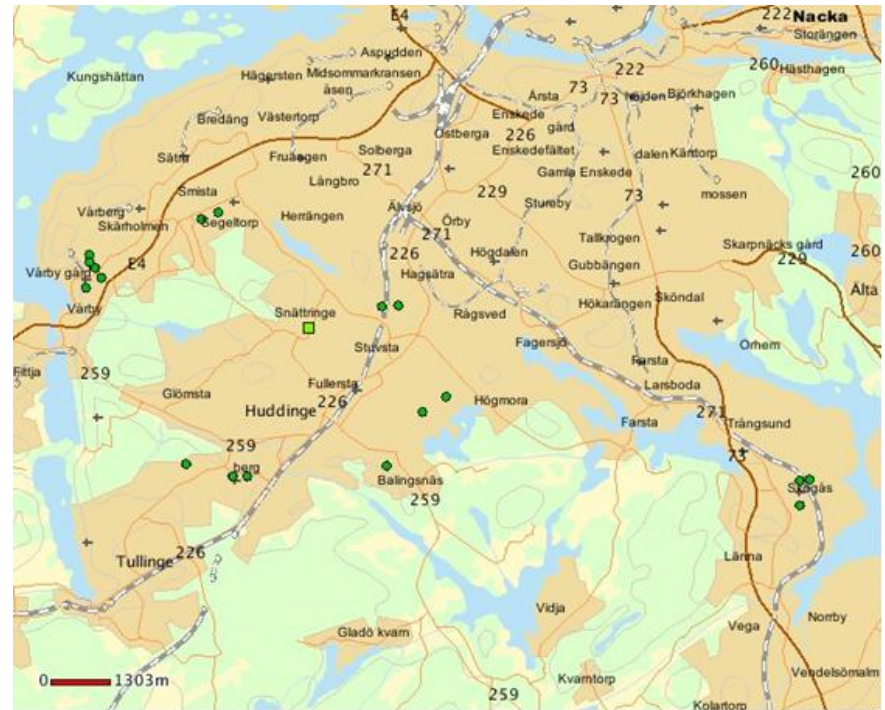 E4
222 Nacka
Storängen
Aspudden
Kungshättan
Hägersten
Midsommarkransen
åsen
222
260
Hästhagen
73
Årsta
73
Höjden
Björkhagen
Bredäng
Västertorp
Enskede
gård
Östberga
226
Sätra
Fruängen
Solberga
Enskedefältet
dalen
Kärrtorp
271
Gamla Enskede
260
Långbro
Smista
229
73
mossen
Stureby
Vårberg
Segeltorp
Herrängen
Älvsjö
Örby
Skärholmen
271
Tallkrogen
Skarpnäcks gård
226
Högdalen
260
229
E4
Hagsätra
Gubbängen
Vårby gård
Älta
Sköndal
Hökarängen
Vårby
Snättringe
Rågsved
Stuvsta
Fagersjö
Orhem
Fittja
259
Farsta
Fullersta
Larsboda
Glömsta
226
Högmora
Huddinge
271
Farsta
Trångsund
259
73
berg
Balingsnäs
Skogås
259
Tullinge
226
Länna
Vidja
Vega
Norrby
Gladö kvarn
Kvarntorp
Vendelsömalm
0
1303m
259
Kolartorp